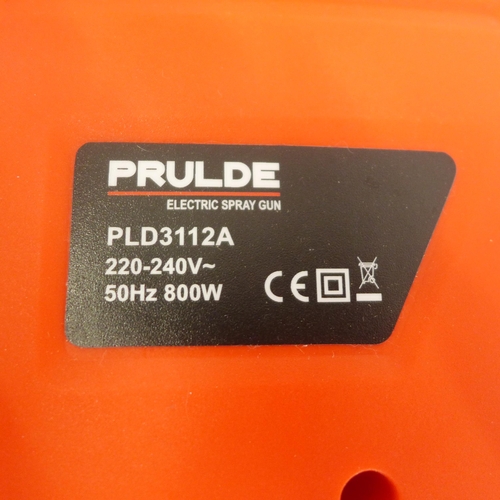 PRULDE
ELECTRIC SPRAY GUN
PLD3112A
220-240V~
50Hz 800W
CE